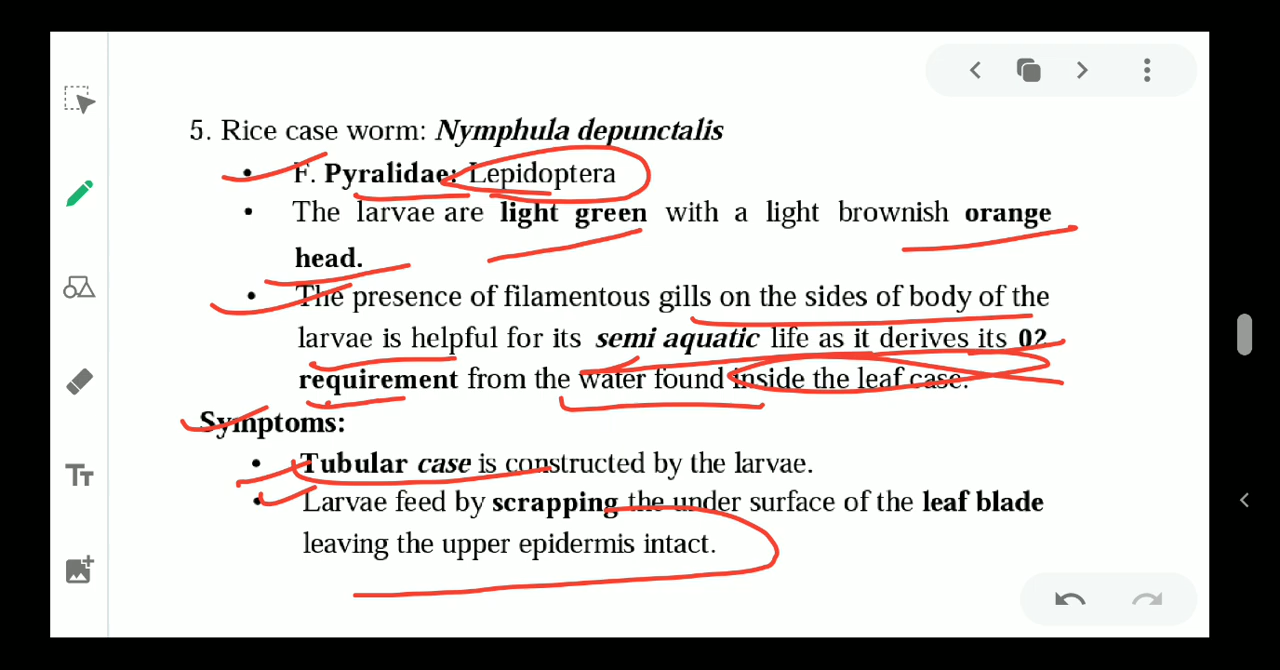 5. Rice case worm: Nymphula depunctalis
• F. Pyralidae: Lepidoptera
• The larvae are light green with a light brownish orange
head.
• The presence of filamentous gills on the sides of body of the
larvae is helpful for its semi aquatic life as it derives its 02
requirement from the water found inside the leaf case.
Symptoms:
• Tubular case is constructed by the larvae.
• Larvae feed by scrapping the under surface of the leaf blade
leaving the upper epidermis intact.
TT